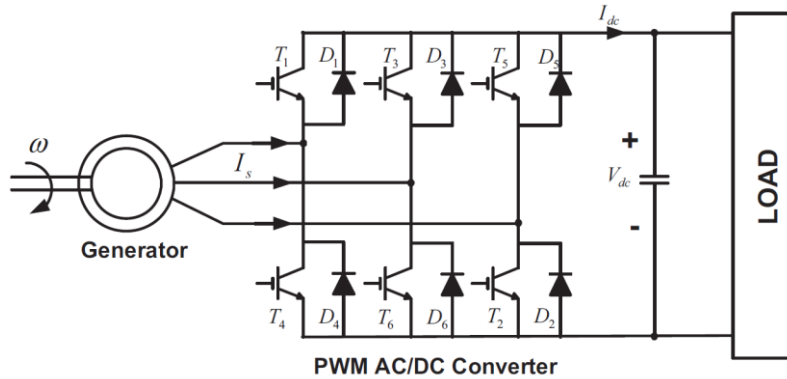 I_dc
T_1 D_1 T_3 D_3 T_5 D_5
ω
I_s
+
V_dc
-
LOAD
Generator
T_4 D_4 T_6 D_6 T_2 D_2
PWM AC/DC Converter